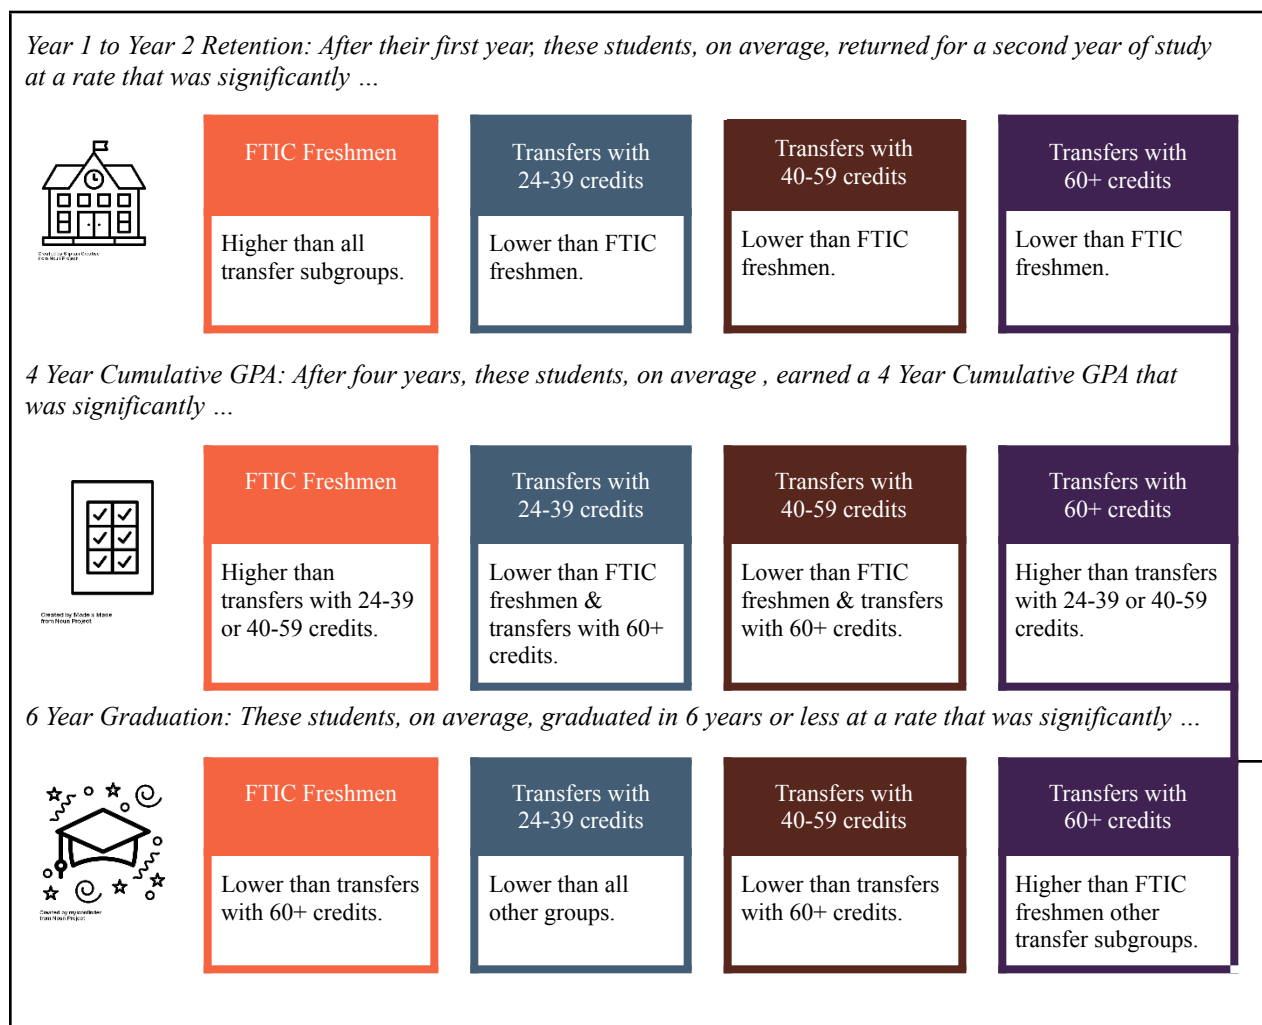 Year 1 to Year 2 Retention: After their first year, these students, on average, returned for a second year of study
at a rate that was significantly …
FTIC Freshmen
Higher than all
transfer subgroups.
Transfers with
24-39 credits
Lower than FTIC
freshmen.
Transfers with
40-59 credits
Lower than FTIC
freshmen.
Transfers with
60+ credits
Lower than FTIC
freshmen.
from Noun Project
4 Year Cumulative GPA: After four years, these students, on average , earned a 4 Year Cumulative GPA that
was significantly …
FTIC Freshmen
Higher than
transfers with 24-39
or 40-59 credits.
Transfers with
24-39 credits
Lower than FTIC
freshmen &
transfers with 60+
credits.
Transfers with
40-59 credits
Lower than FTIC
freshmen & transfers
with 60+ credits.
Transfers with
60+ credits
Higher than transfers
with 24-39 or 40-59
credits.
Created by Made x Made
from Noun Project
6 Year Graduation: These students, on average, graduated in 6 years or less at a rate that was significantly …
FTIC Freshmen
Lower than transfers
with 60+ credits.
Transfers with
24-39 credits
Lower than all
other groups.
Transfers with
40-59 credits
Lower than transfers
with 60+ credits.
Transfers with
60+ credits
Higher than FTIC
freshmen other
transfer subgroups.
Created by
from Noun Project